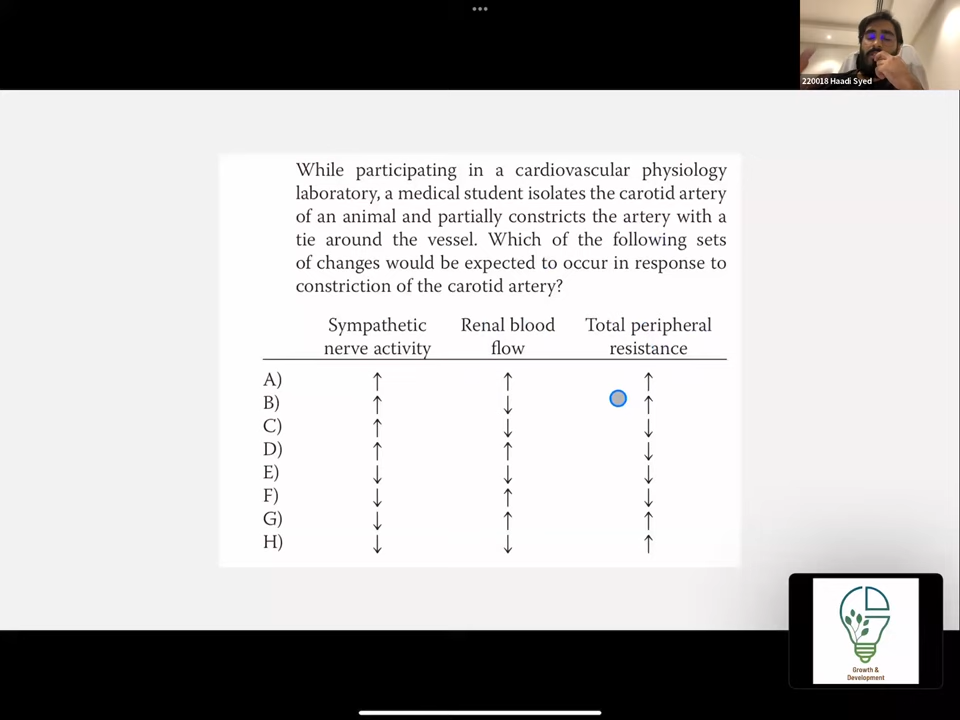 220018 Haadi Syed
While participating in a cardiovascular physiology
laboratory, a medical student isolates the carotid artery
of an animal and partially constricts the artery with a
tie around the vessel. Which of the following sets
of changes would be expected to occur in response to
constriction of the carotid artery?
Sympathetic Renal blood Total peripheral
nerve activity flow resistance
A) ↑ ↑ ↑
B) ↑ ↓ ↑
C) ↑ ↓ ↓
D) ↑ ↑ ↓
E) ↓ ↓ ↓
F) ↓ ↑ ↓
G) ↓ ↑ ↑
H) ↓ ↓ ↑
Growth &
Development